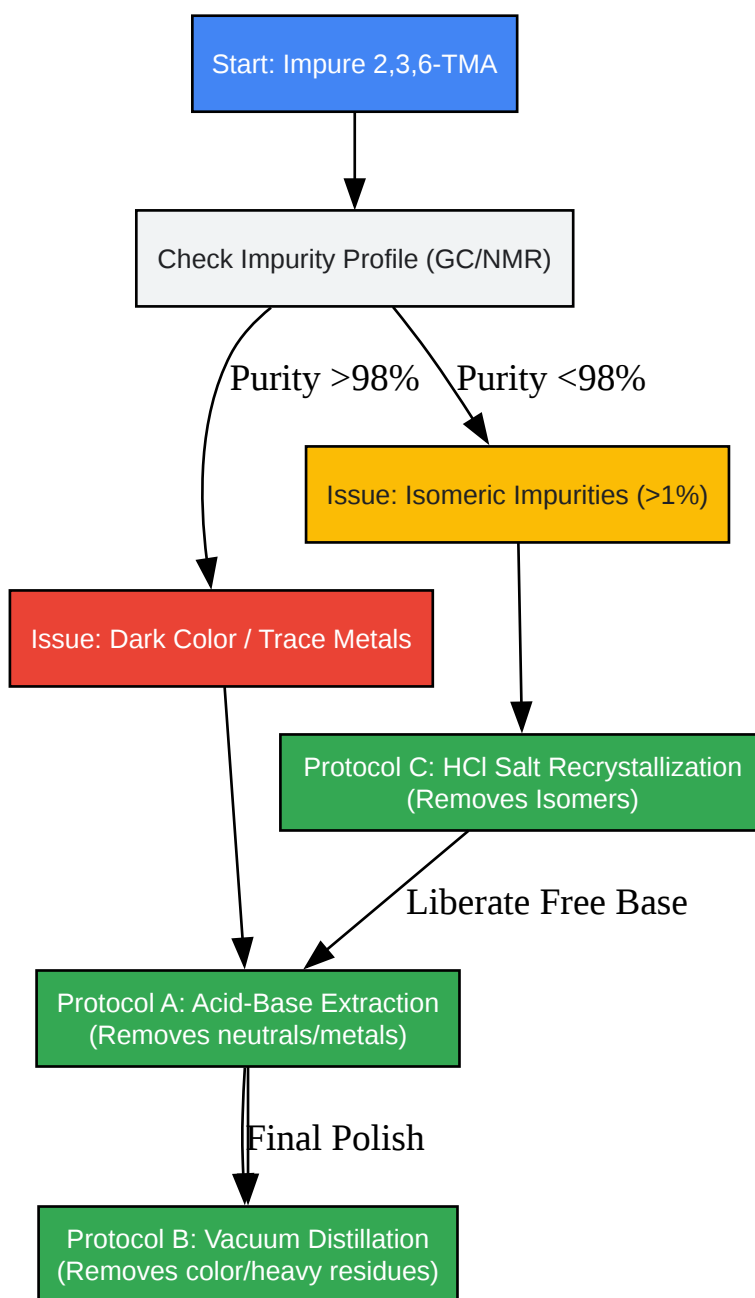 Start: Impure 2,3,6-TMA
Check Impurity Profile (GC/NMR)
Purity >98%
Purity <98%
Issue: Isomeric Impurities (>1%)
Issue: Dark Color / Trace Metals
Protocol C: HCl Salt Recrystallization
(Removes Isomers)
Liberate Free Base
Protocol A: Acid-Base Extraction
(Removes neutrals/metals)
Final Polish
Protocol B: Vacuum Distillation
(Removes color/heavy residues)